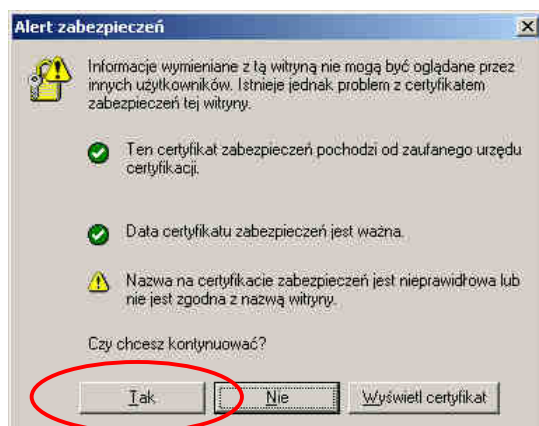 Alert zabezpieczeń
Informacje wymieniane z tą witryną nie mogą być oglądane przez
innych użytkowników. Istnieje jednak problem z certyfikatem
zabezpieczeń tej witryny.
Ten certyfikat zabezpieczeń pochodzi od zaufanego urzędu
certyfikacji.
Data certyfikatu zabezpieczeń jest ważna.
Nazwa na certyfikacie zabezpieczeń jest nieprawidłowa lub
nie jest zgodna z nazwą witryny.
Czy chcesz kontynuować?
Tak Nie Wyświetl certyfikat